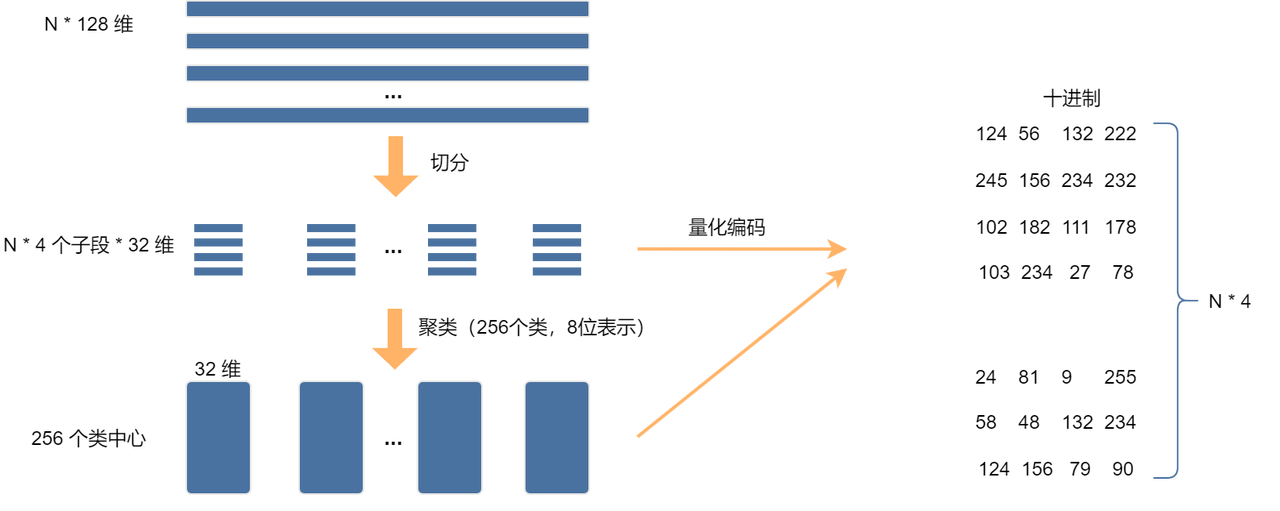 N * 128 维
...
切分
N * 4 个子段 * 32 维
...
聚类（256个类，8位表示）
32 维
256 个类中心
...
量化编码
十进制
124 56 132 222
245 156 234 232
102 182 111 178
103 234 27 78
24 81 9 255
58 48 132 234
124 156 79 90
N * 4